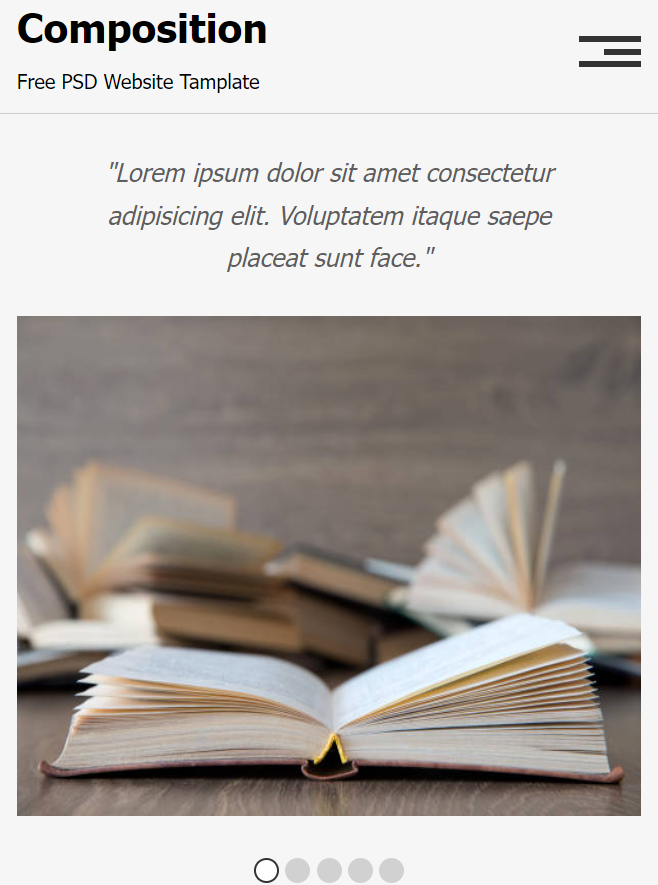 Composition
Free PSD Website Tamplate
"Lorem ipsum dolor sit amet consectetur
adipisicing elit. Voluptatem itaque saepe
placeat sunt face."